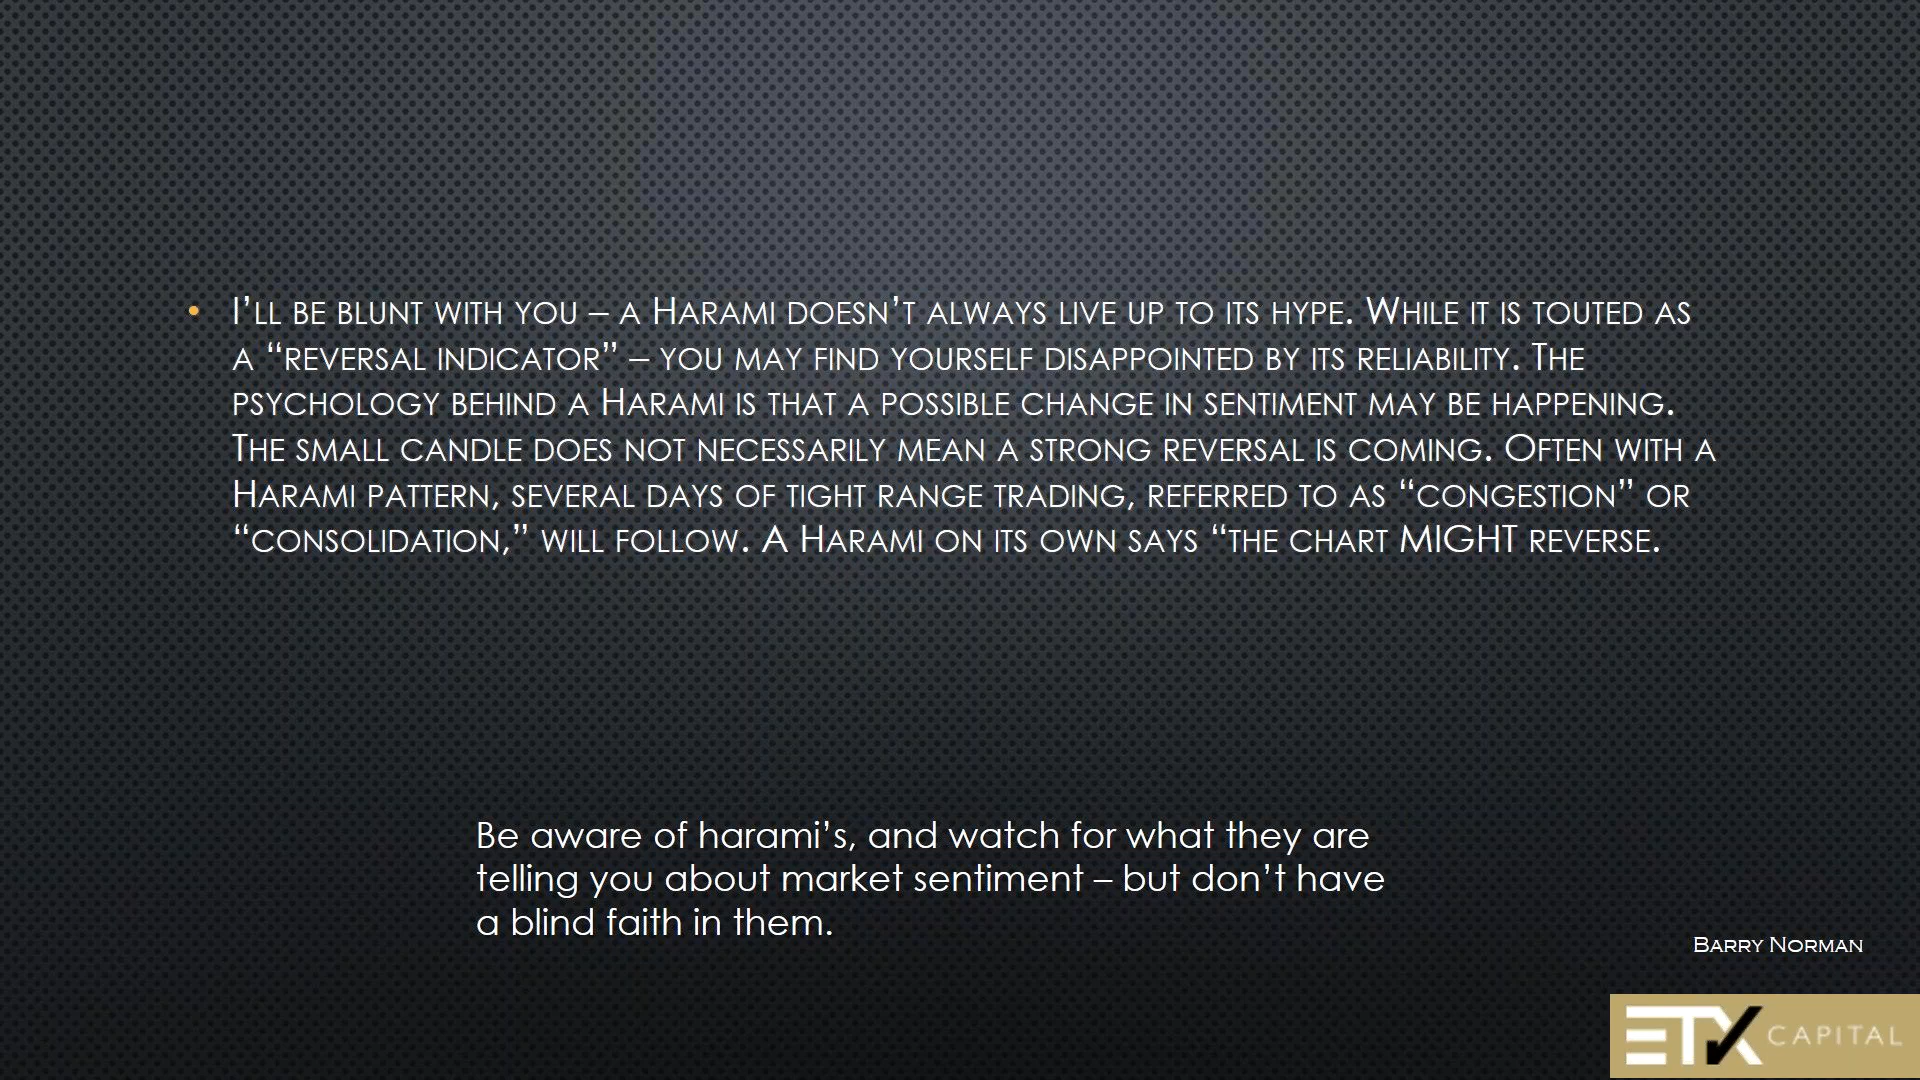 • I’ll be blunt with you – a Harami doesn’t always live up to its hype. While it is touted as
a “reversal indicator” – you may find yourself disappointed by its reliability. The
psychology behind a Harami is that a possible change in sentiment may be happening.
The small candle does not necessarily mean a strong reversal is coming. Often with a
Harami pattern, several days of tight range trading, referred to as “congestion” or
“consolidation,” will follow. A Harami on its own says “the chart MIGHT reverse.
Be aware of harami’s, and watch for what they are
telling you about market sentiment – but don’t have
a blind faith in them.
Barry Norman
ETX CAPITAL